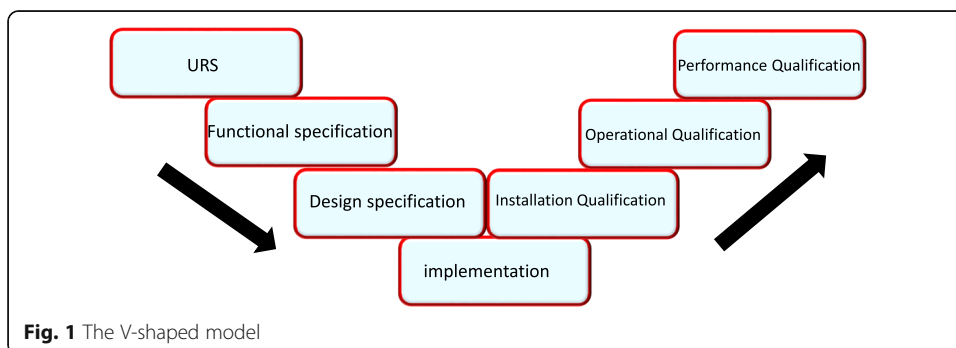 URS
Performance Qualification
Functional specification
Operational Qualification
Design specification
Installation Qualification
implementation
Fig. 1 The V-shaped model